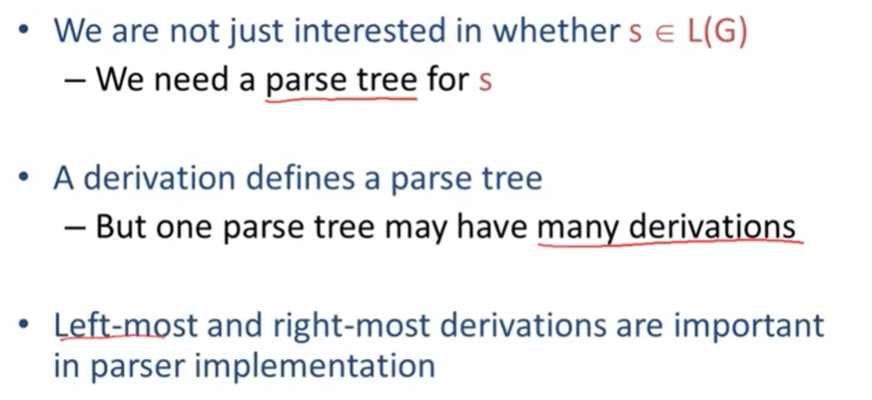 • We are not just interested in whether s ∈ L(G)
– We need a parse tree for s
• A derivation defines a parse tree
– But one parse tree may have many derivations
• Left-most and right-most derivations are important
in parser implementation